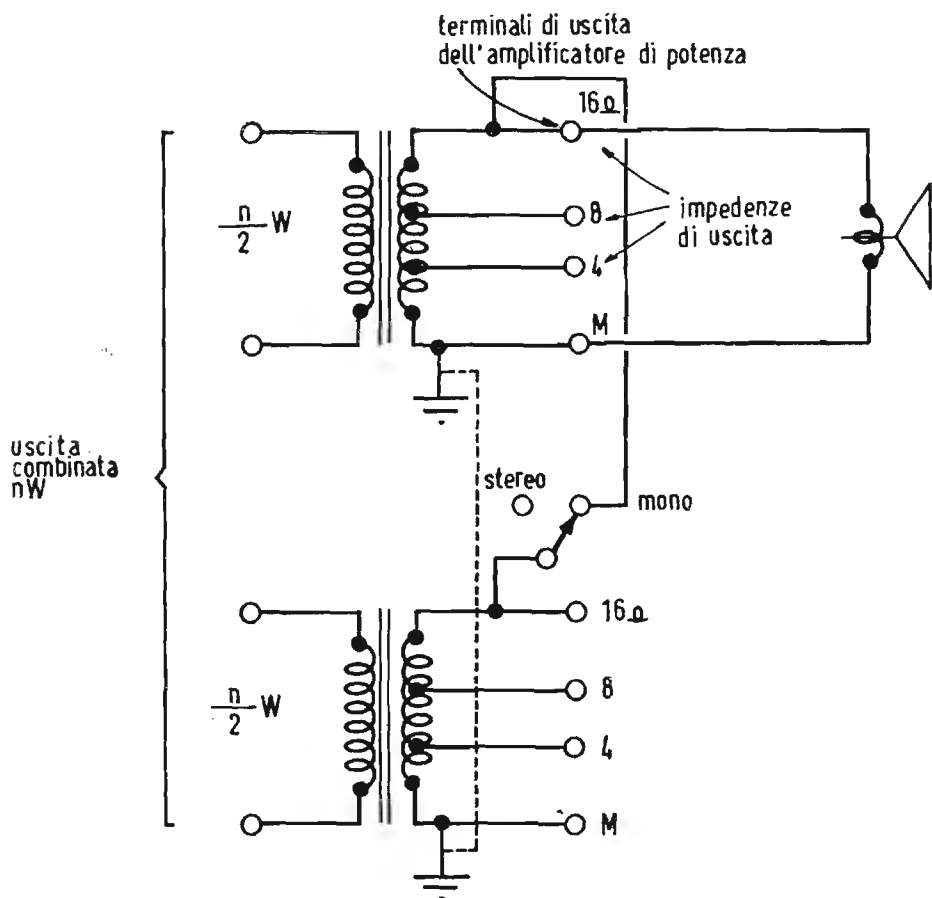 terminali di uscita
dell'amplificatore di potenza
16Ω
n/2 W
8
impedenze
di uscita
4
M
uscita
combinata
nW
stereo
mono
16Ω
n/2 W
8
4
M